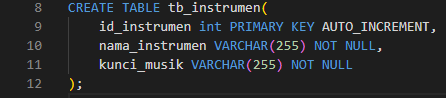 8 CREATE TABLE tb_instrumen(
9 id_instrumen int PRIMARY KEY AUTO_INCREMENT,
10 nama_instrumen VARCHAR(255) NOT NULL,
11 kunci_musik VARCHAR(255) NOT NULL
12 );